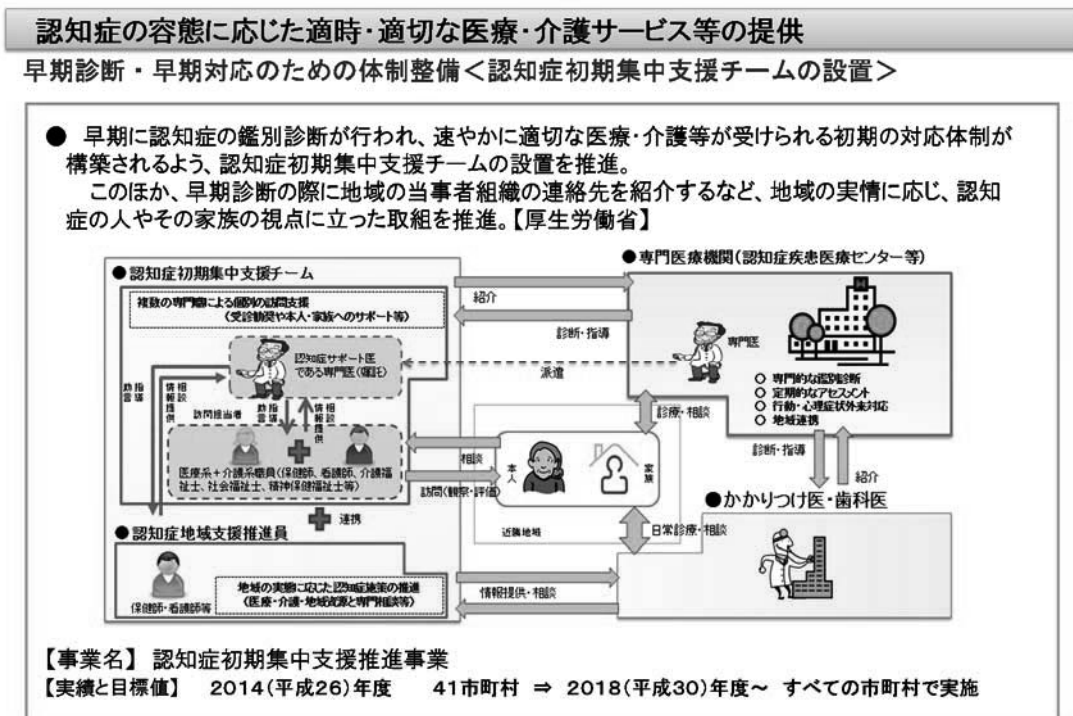 認知症の容態に応じた適時・適切な医療・介護サービス等の提供
早期診断・早期対応のための体制整備＜認知症初期集中支援チームの設置＞
● 早期に認知症の鑑別診断が行われ、速やかに適切な医療・介護等が受けられる初期の対応体制が
構築されるよう、認知症初期集中支援チームの設置を推進。
このほか、早期診断の際に地域の当事者組織の連絡先を紹介するなど、地域の実情に応じ、認知
症の人やその家族の視点に立った取組を推進。【厚生労働省】
●認知症初期集中支援チーム
複数の専門職による個別の訪問支援
（受診勧奨や本人・家族へのサポート等）
認知症サポート医
である専門医（嘱託）
指導
助言
相談
情報提供
訪問担当者
指導
助言
相談
情報提供
医療系＋介護系職員（保健師、看護師、介護福
祉士、社会福祉士、精神保健福祉士等）
連携
●認知症地域支援推進員
保健師・看護師等
地域の実態に応じた認知症施策の推進
（医療・介護・地域資源と専門相談等）
紹介
診断・指導
派遣
相談
訪問（観察・評価）
本人
家族
近隣地域
診療・相談
日常診療・相談
情報提供・相談
●専門医療機関（認知症疾患医療センター等）
専門医
○ 専門的な鑑別診断
○ 定期的なアセスメント
○ 行動・心理症状外来対応
○ 地域連携
診断・指導
紹介
●かかりつけ医・歯科医
【事業名】 認知症初期集中支援推進事業
【実績と目標値】 2014（平成26）年度 41市町村 ⇒ 2018（平成30）年度～ すべての市町村で実施